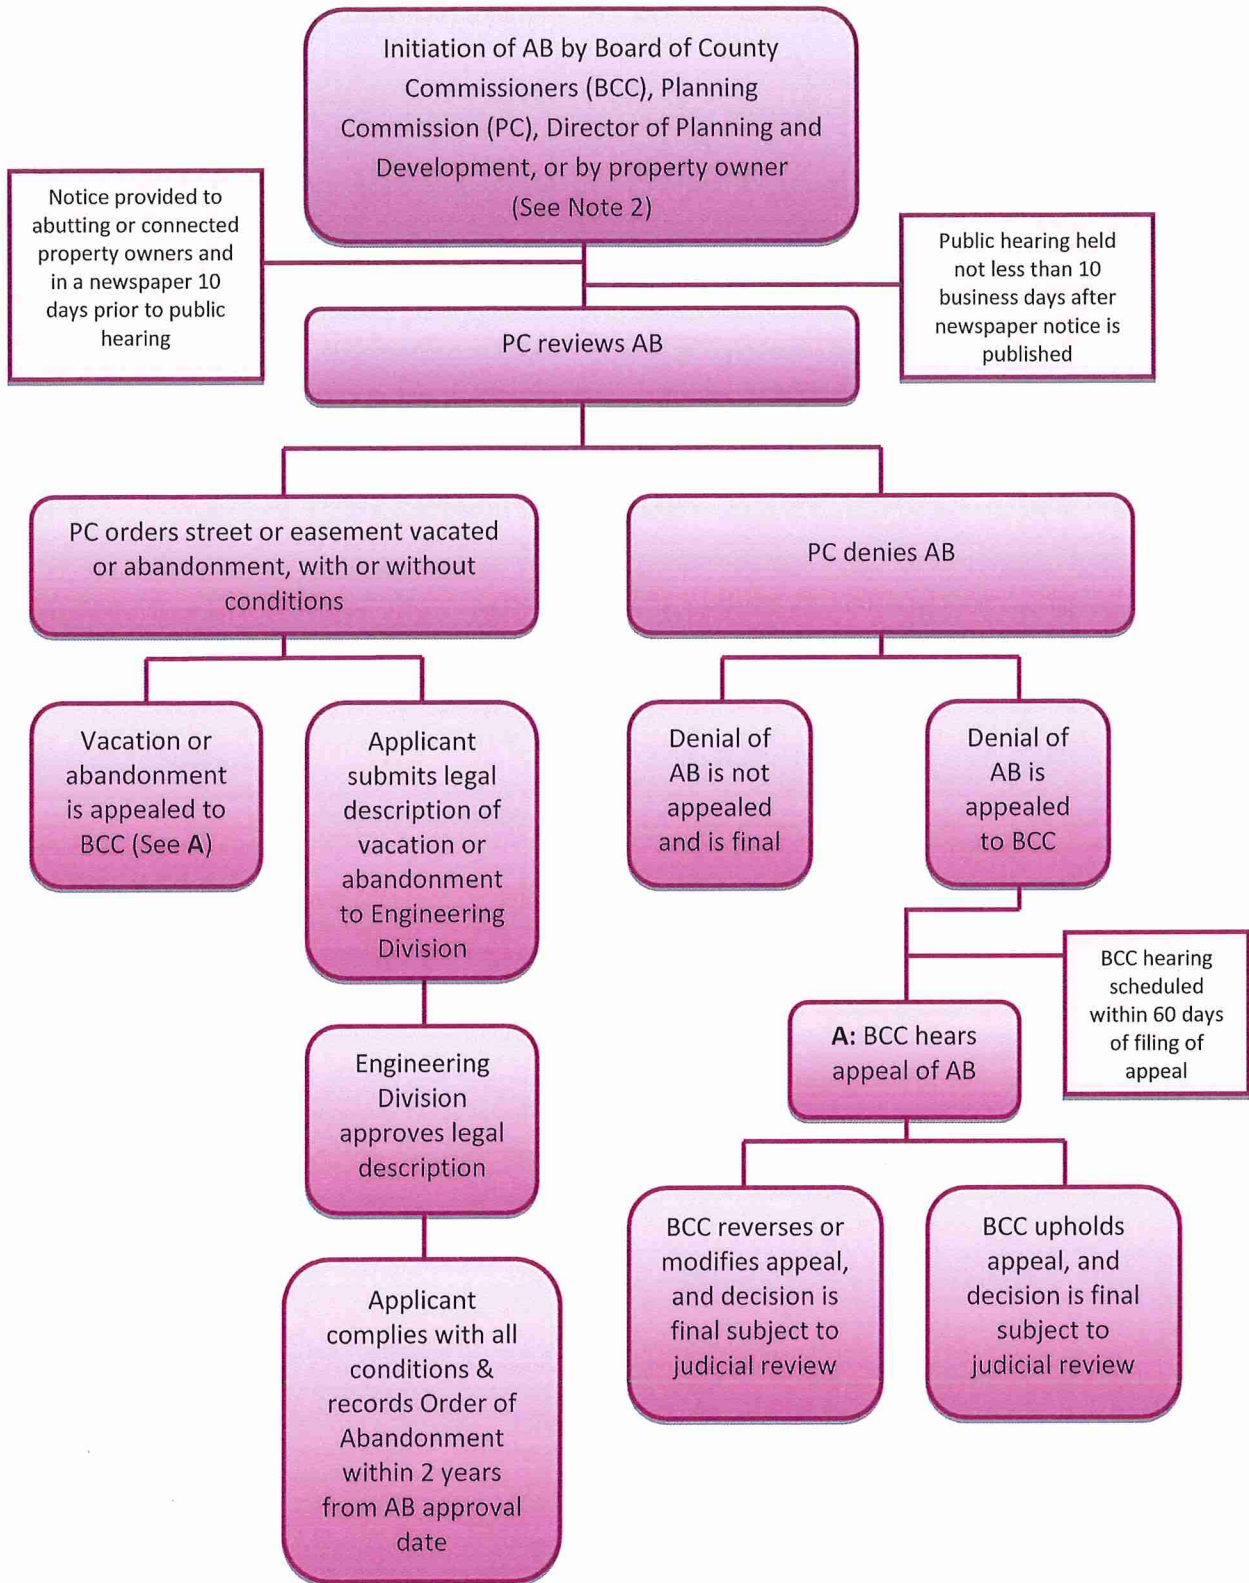 Initiation of AB by Board of County
Commissioners (BCC), Planning
Commission (PC), Director of Planning and
Development, or by property owner
(See Note 2)
Notice provided to
abutting or connected
property owners and
in a newspaper 10
days prior to public
hearing
Public hearing held
not less than 10
business days after
newspaper notice is
published
PC reviews AB
PC orders street or easement vacated
or abandonment, with or without
conditions
PC denies AB
Vacation or
abandonment
is appealed to
BCC (See A)
Applicant
submits legal
description of
vacation or
abandonment
to Engineering
Division
Denial of
AB is not
appealed
and is final
Denial of
AB is
appealed
to BCC
BCC hearing
scheduled
within 60 days
of filing of
appeal
A: BCC hears
appeal of AB
Engineering
Division
approves legal
description
BCC reverses or
modifies appeal,
and decision is
final subject to
judicial review
BCC upholds
appeal, and
decision is final
subject to
judicial review
Applicant
complies with all
conditions &
records Order of
Abandonment
within 2 years
from AB approval
date